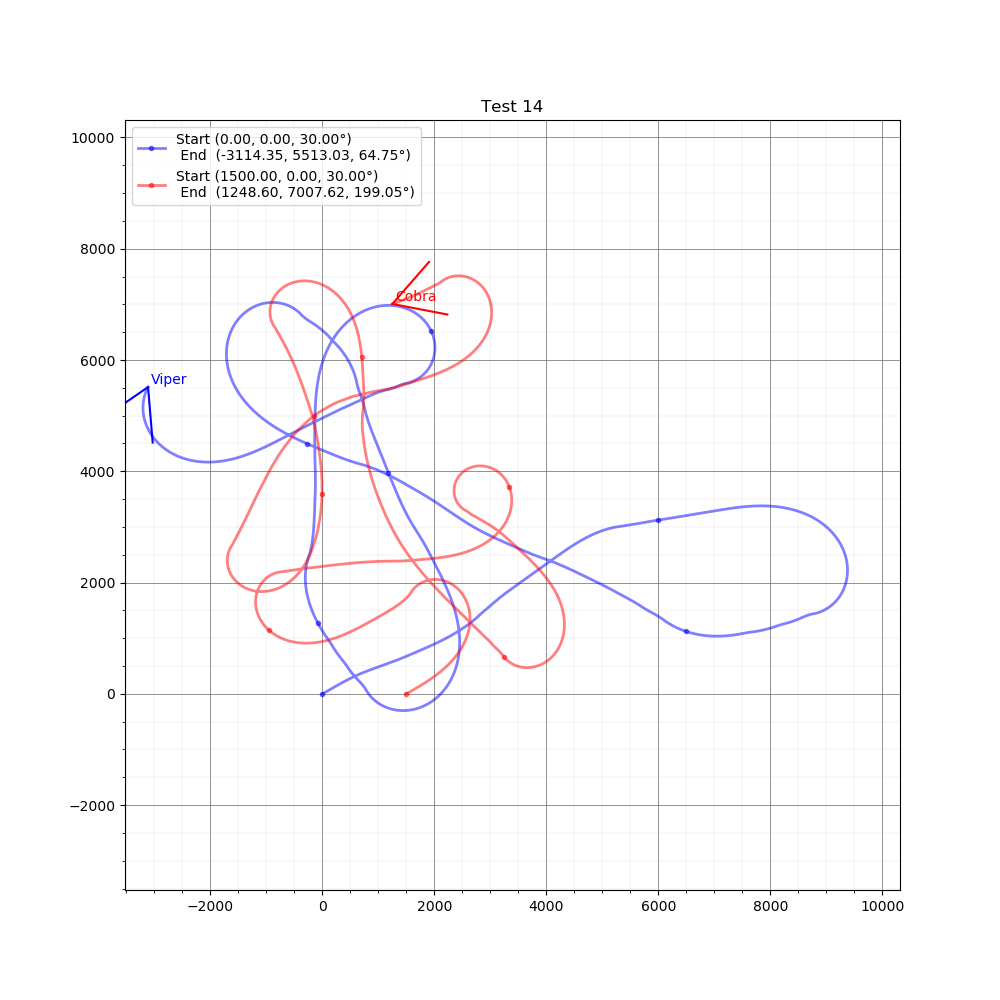 Test 14
Start (0.00, 0.00, 30.00°)
End  (-3114.35, 5513.03, 64.75°)
Start (1500.00, 0.00, 30.00°)
End  (1248.60, 7007.62, 199.05°)
10000
8000
6000
4000
2000
0
−2000
Cobra
Viper
−2000
0
2000
4000
6000
8000
10000